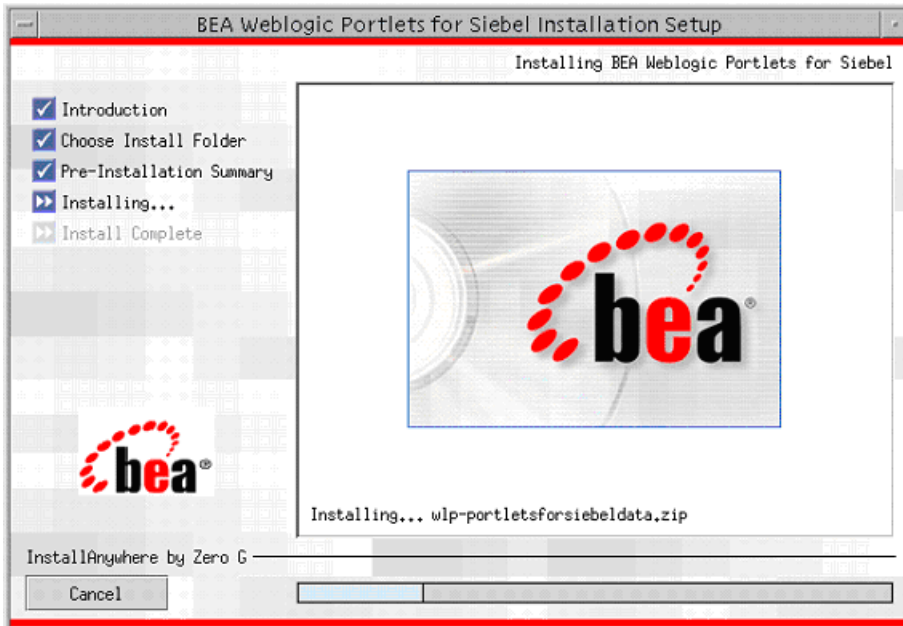 BEA Weblogic Portlets for Siebel Installation Setup
Installing BEA Weblogic Portlets for Siebel
Introduction
Choose Install Folder
Pre-Installation Summary
Installing...
Install Complete
bea®
bea®
Installing... wlp-portletsforsiebeldata.zip
InstallAnywhere by Zero G
Cancel